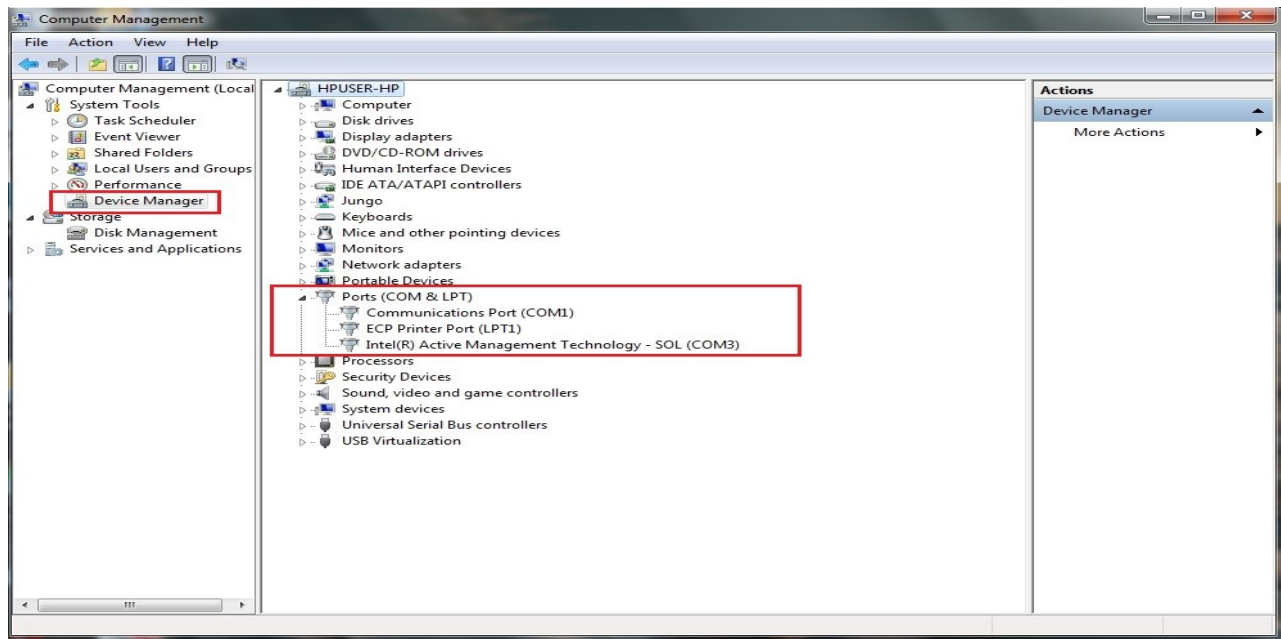 Computer Management
File Action View Help
Computer Management (Local
System Tools
Task Scheduler
Event Viewer
Shared Folders
Local Users and Groups
Performance
Device Manager
Storage
Disk Management
Services and Applications
HPUSER-HP
Computer
Disk drives
Display adapters
DVD/CD-ROM drives
Human Interface Devices
IDE ATA/ATAPI controllers
Jungo
Keyboards
Mice and other pointing devices
Monitors
Network adapters
Portable Devices
Ports (COM & LPT)
Communications Port (COM1)
ECP Printer Port (LPT1)
Intel(R) Active Management Technology - SOL (COM3)
Processors
Security Devices
Sound, video and game controllers
System devices
Universal Serial Bus controllers
USB Virtualization
Actions
Device Manager
More Actions